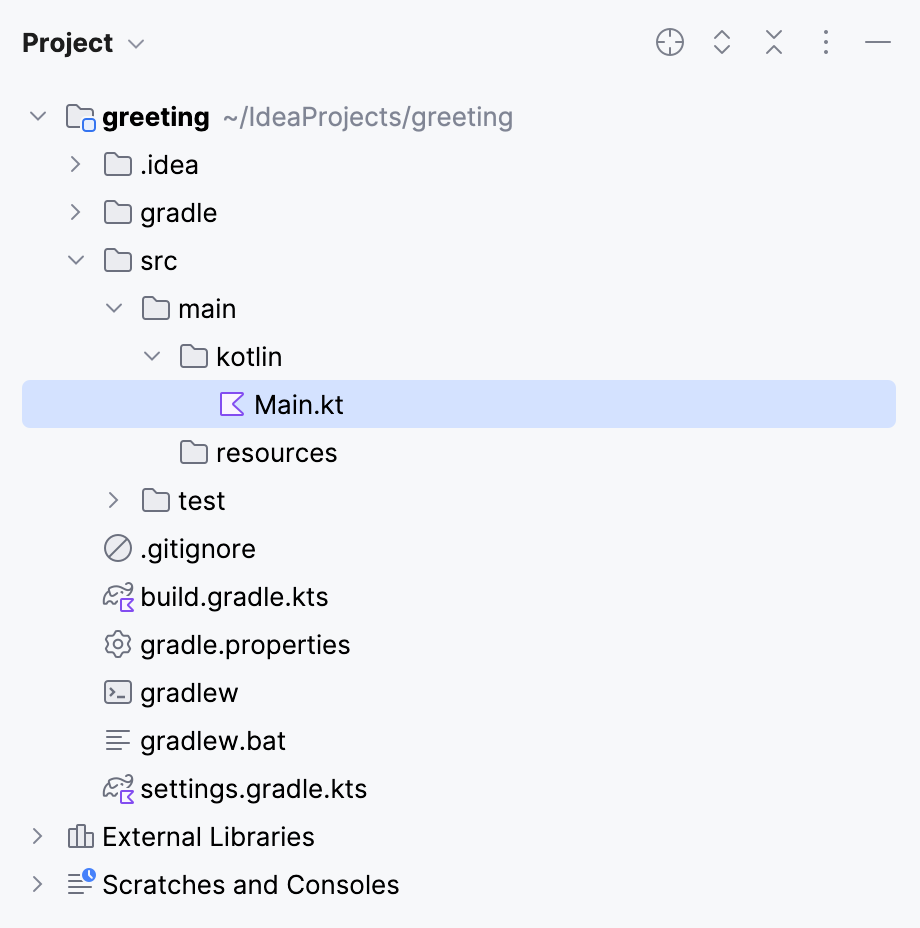 Project
greeting ~/IdeaProjects/greeting
.idea
gradle
src
main
kotlin
Main.kt
resources
test
.gitignore
build.gradle.kts
gradle.properties
gradlew
gradlew.bat
settings.gradle.kts
External Libraries
Scratches and Consoles